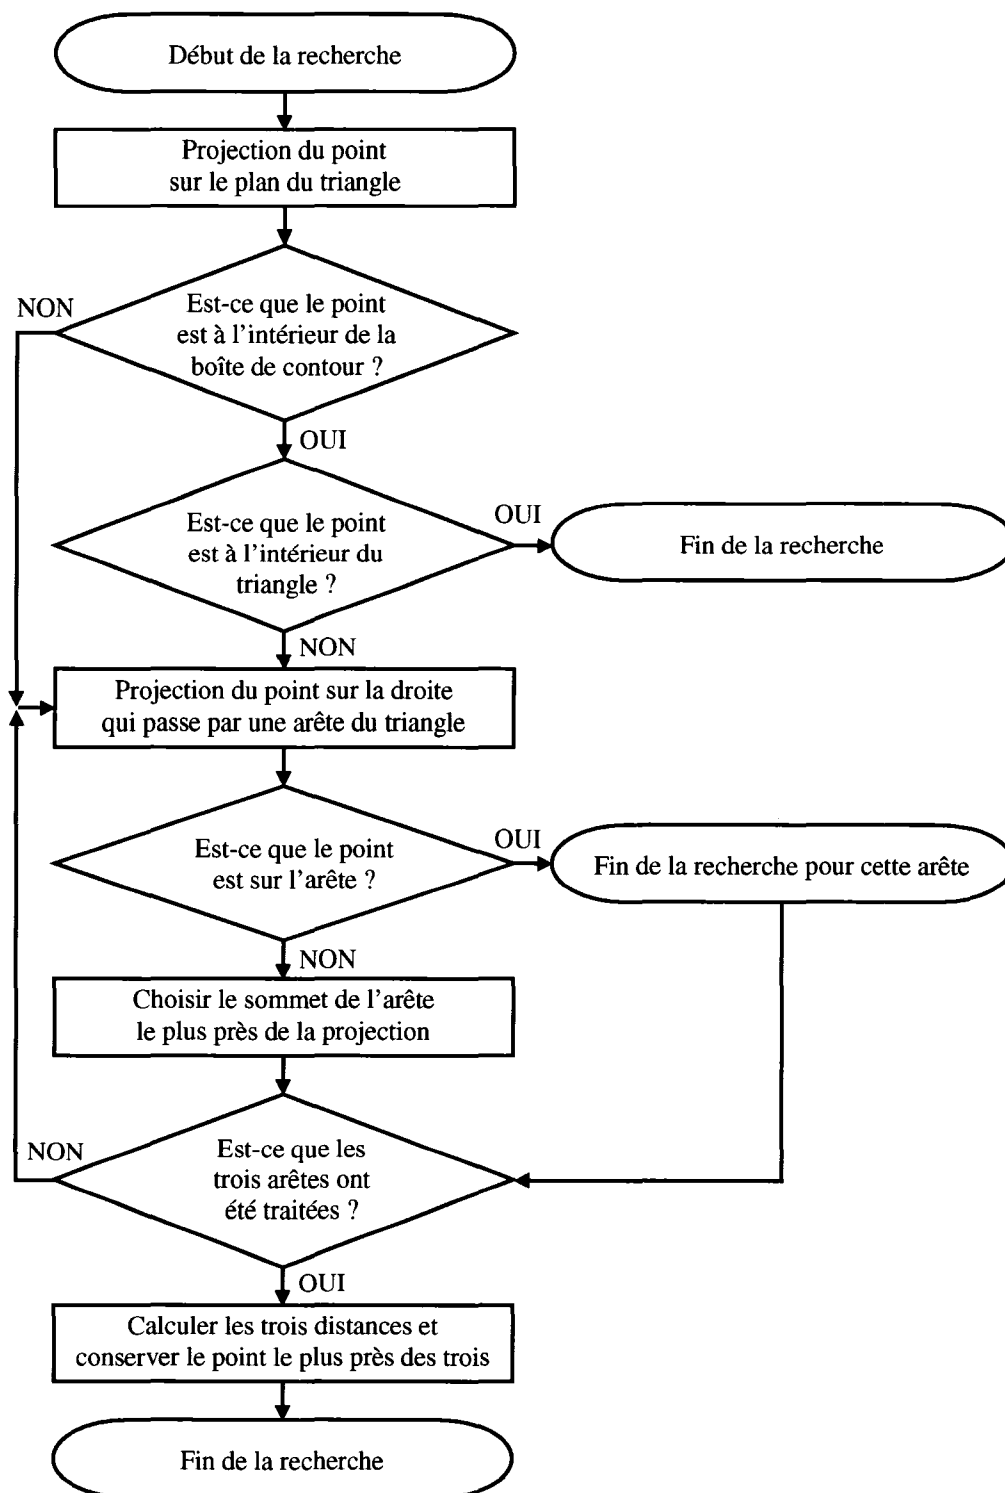 Début de la recherche
Projection du point
sur le plan du triangle
NON
Est-ce que le point
est à l'intérieur de la
boîte de contour ?
OUI
Est-ce que le point
est à l'intérieur du
triangle ?
OUI
Fin de la recherche
NON
Projection du point sur la droite
qui passe par une arête du triangle
Est-ce que le point
est sur l'arête ?
OUI
Fin de la recherche pour cette arête
NON
Choisir le sommet de l'arête
le plus près de la projection
NON
Est-ce que les
trois arêtes ont
été traitées ?
OUI
Calculer les trois distances et
conserver le point le plus près des trois
Fin de la recherche